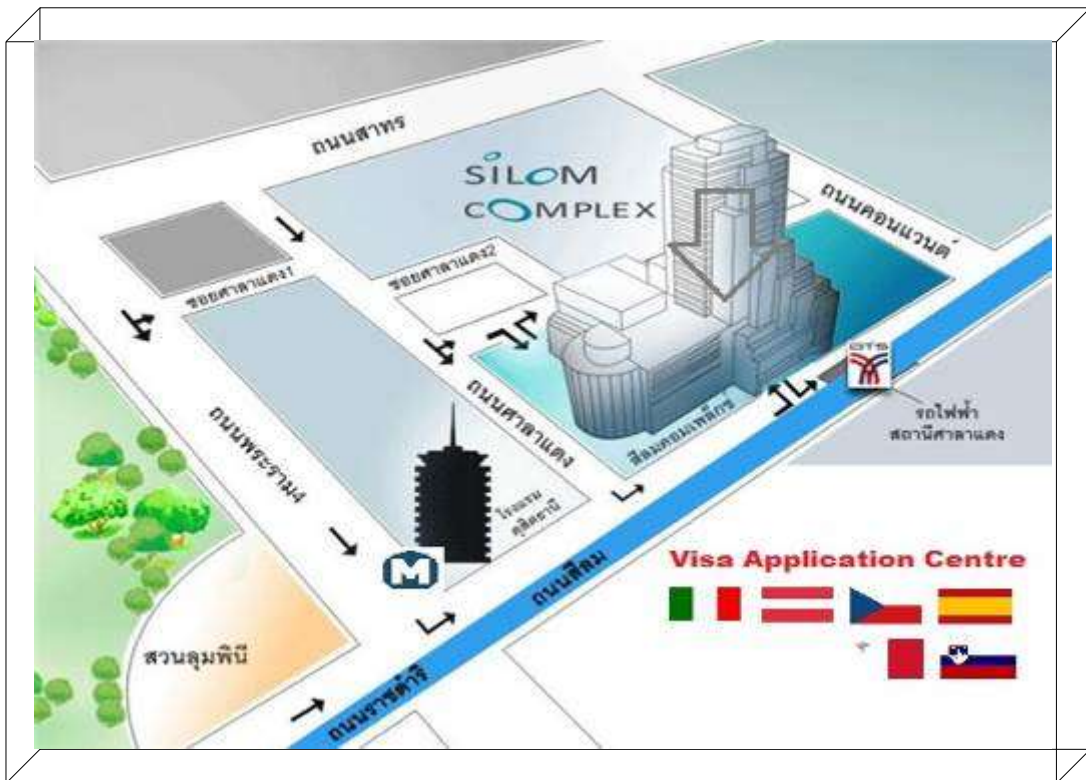 ถนนสาทร
SILOM
COMPLEX
ถนนคอนแวนต์
ซอยศาลาแดง1
ซอยศาลาแดง2
BTS
รถไฟฟ้า
สถานีศาลาแดง
ถนนพระราม4
ถนนศาลาแดง
สีลมคอมเพล็กซ
โรงแรม
ดุสิตธานี
M
ถนนสีลม
Visa Application Centre
สวนลุมพินี
ถนนราชดำริ